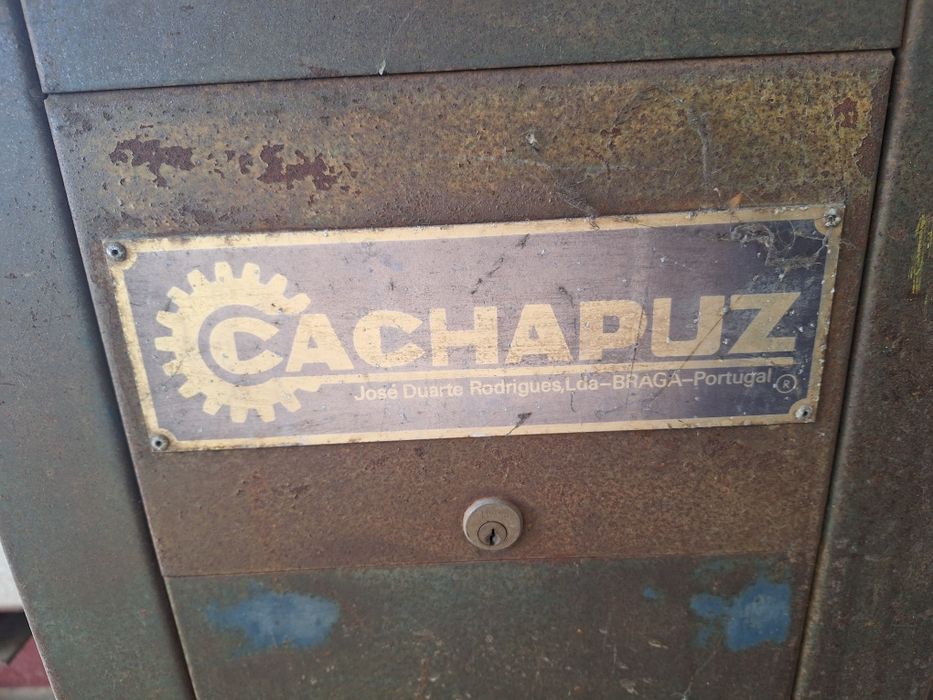 CACHAPUZ
José Duarte Rodrigues, Lda-BRAGA-Portugal ®